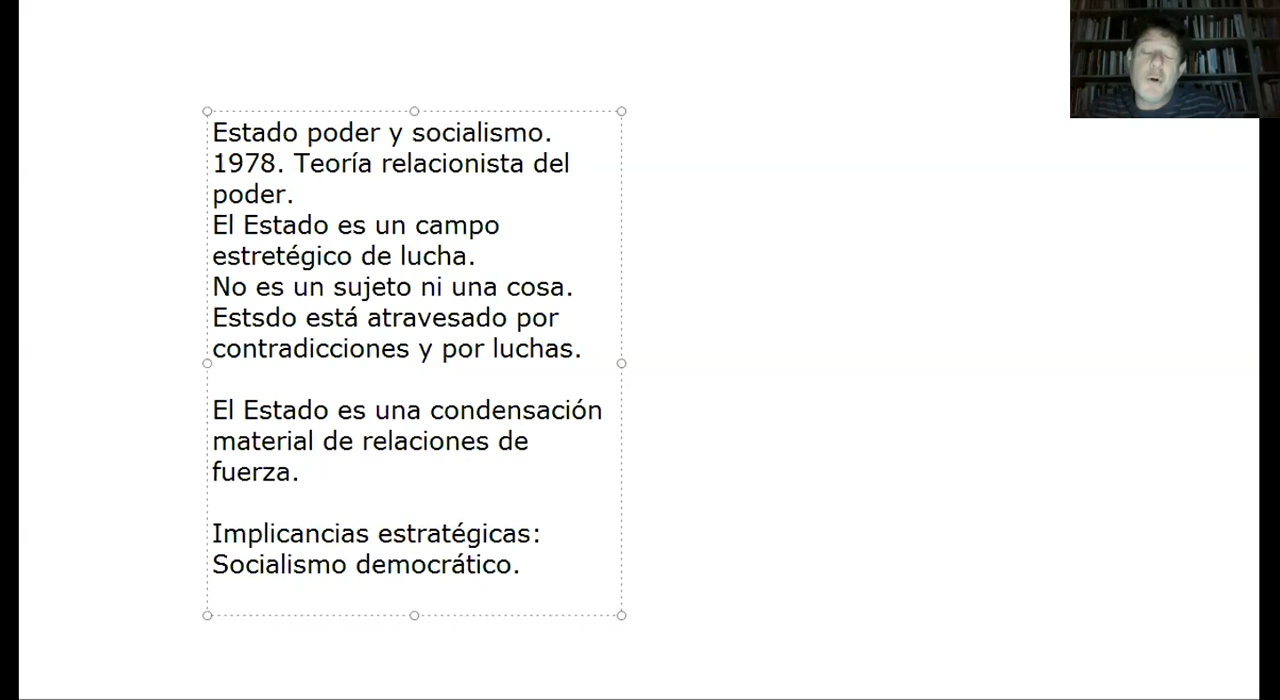 Estado poder y socialismo.
1978. Teoría relacionista del
poder.
El Estado es un campo
estretégico de lucha.
No es un sujeto ni una cosa.
Estsdo está atravesado por
contradicciones y por luchas.
El Estado es una condensación
material de relaciones de
fuerza.
Implicancias estratégicas:
Socialismo democrático.